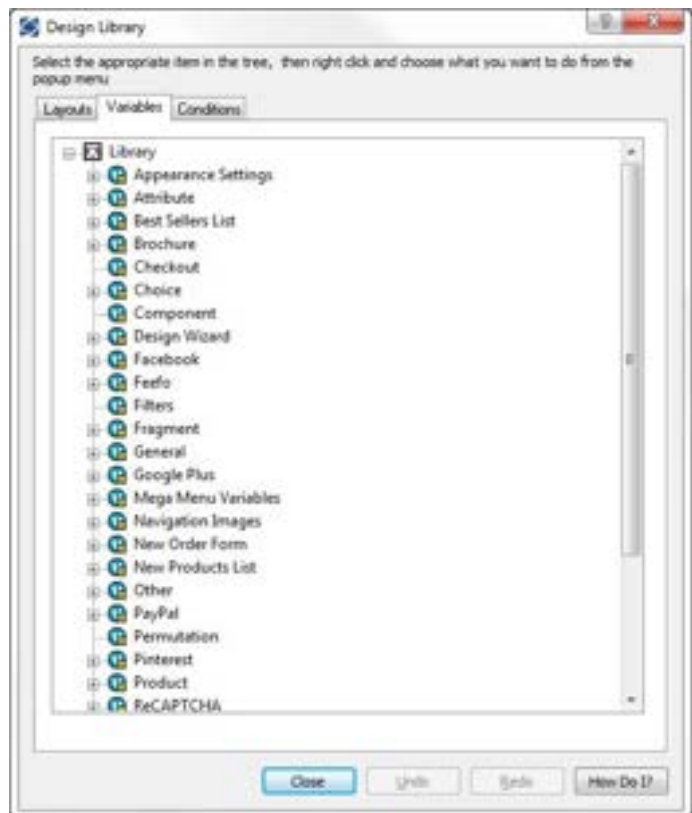 Design Library
Select the appropriate item in the tree, then right click and choose what you want to do from the
popup menu
Layouts Variables Conditions
Library
Appearance Settings
Attribute
Best Sellers List
Brochure
Checkout
Choice
Component
Design Wizard
Facebook
Feefo
Filters
Fragment
General
Google Plus
Mega Menu Variables
Navigation Images
New Order Form
New Products List
Other
PayPal
Permutation
Pinterest
Product
ReCAPTCHA
Close Undo Redo How Do I?